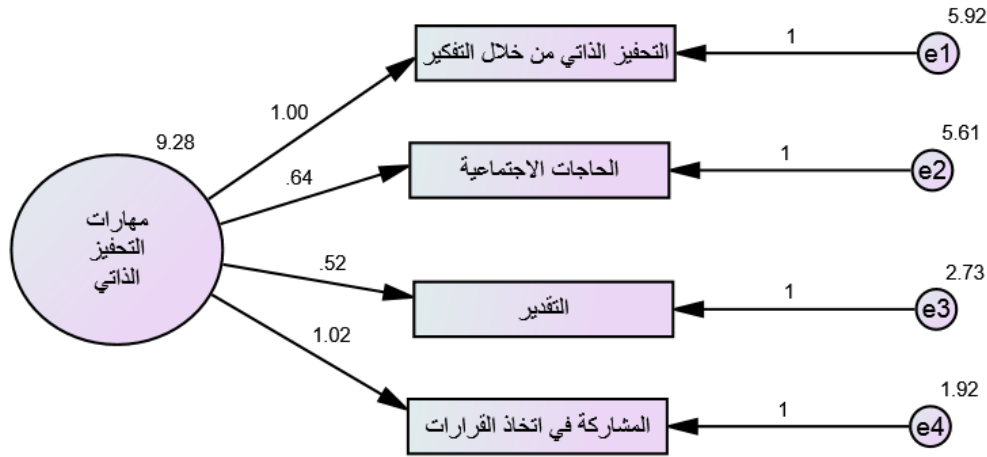 5.92
التحفيز الذاتي من خلال التفكير
1
e1
1.00
9.28
5.61
الحاجات الاجتماعية
1
e2
.64
مهارات
التحفيز
الذاتي
.52
2.73
التقدير
1
e3
1.02
1.92
المشاركة في اتخاذ القرارات
1
e4